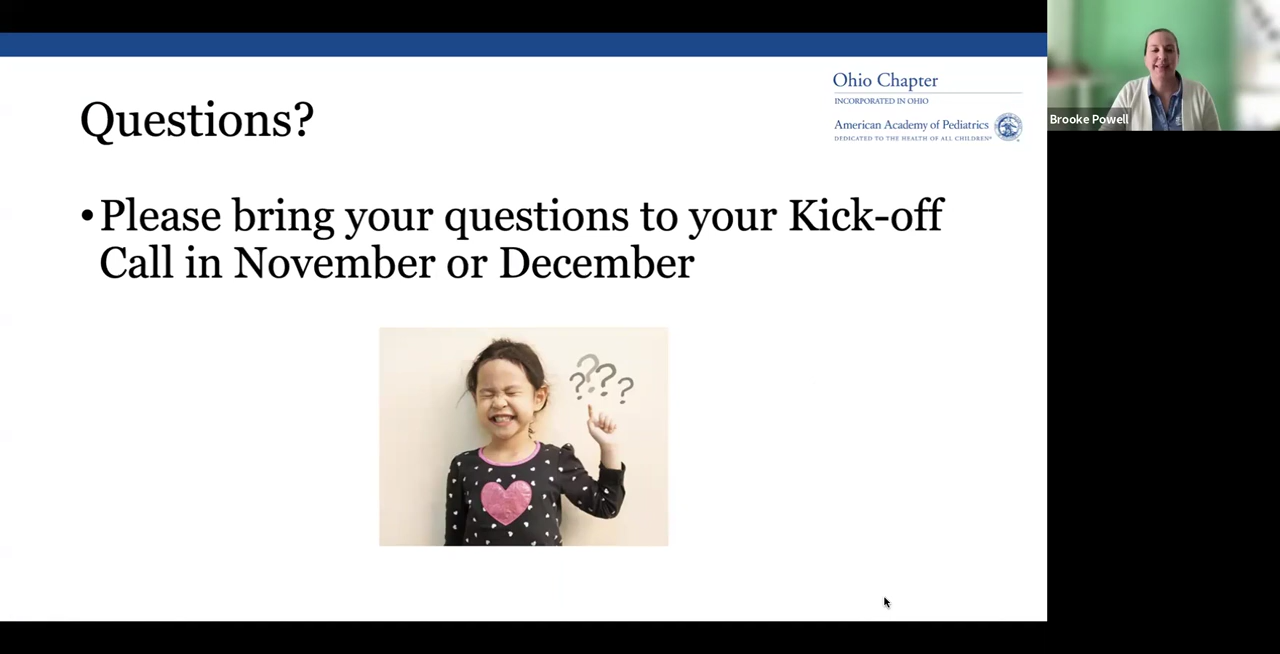 Ohio Chapter
INCORPORATED IN OHIO
American Academy of Pediatrics
DEDICATED TO THE HEALTH OF ALL CHILDREN®
Questions?
• Please bring your questions to your Kick-off
Call in November or December
????
Brooke Powell